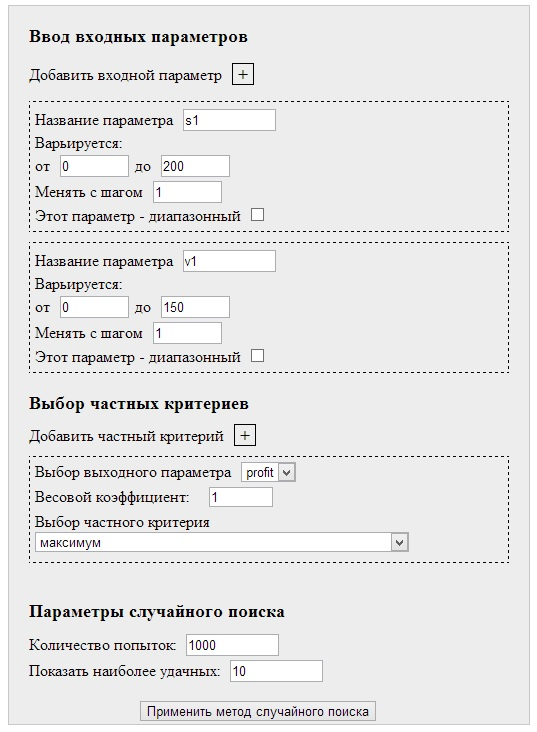 Ввод входных параметров
Добавить входной параметр +
Название параметра s1
Варьируется:
от 0 до 200
Менять с шагом 1
Этот параметр - диапазонный
Название параметра v1
Варьируется:
от 0 до 150
Менять с шагом 1
Этот параметр - диапазонный
Выбор частных критериев
Добавить частный критерий +
Выбор выходного параметра profit
Весовой коэффициент: 1
Выбор частного критерия
максимум
Параметры случайного поиска
Количество попыток: 1000
Показать наиболее удачных: 10
Применить метод случайного поиска